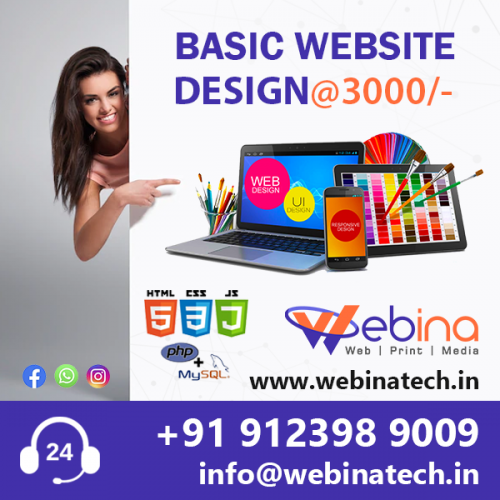 BASIC WEBSITE
DESIGN@3000/-
WEB
DESIGN
UI
DESIGN
RESPONSIVE
DESIGN
HTML CSS JS
5 3 J
php
+
MySQL
Webina
Web | Print | Media
www.webinatech.in
24
+91 912398 9009
info@webinatech.in